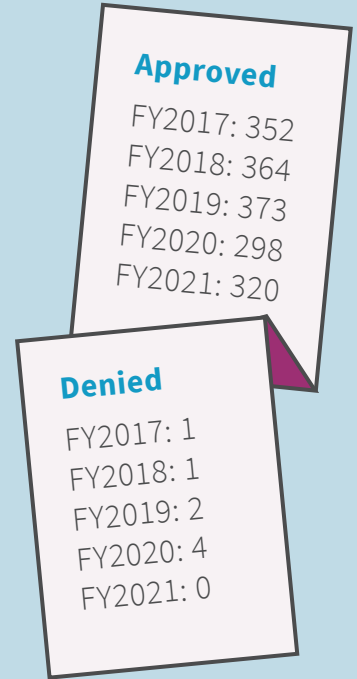 Approved
FY2017: 352
FY2018: 364
FY2019: 373
FY2020: 298
FY2021: 320
Denied
FY2017: 1
FY2018: 1
FY2019: 2
FY2020: 4
FY2021: 0